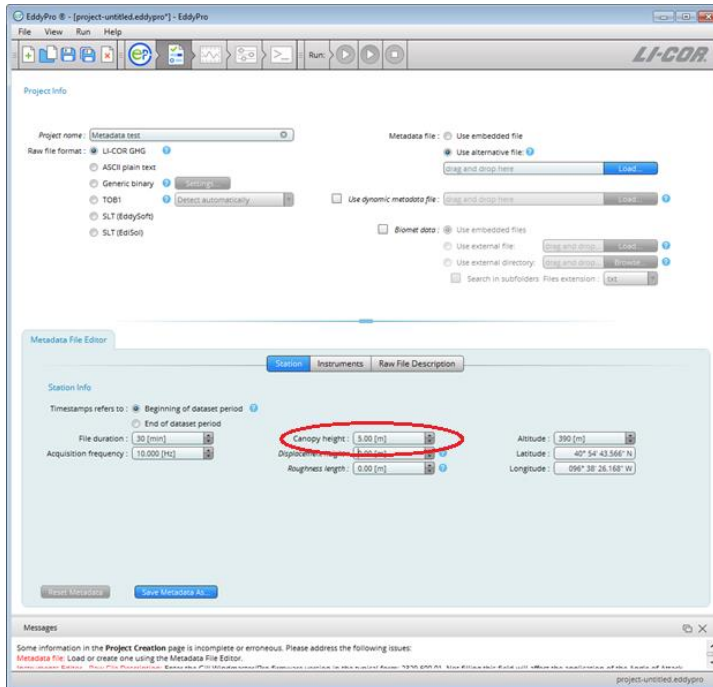 EddyPro ® - [project-untitled.eddypro*] - EddyPro
File View Run Help
ep Run: LI-COR
Project Info
Project name : Metadata test
Raw file format : LI-COR GHG
ASCII plain text
Generic binary Settings...
TOB1 Detect automatically
SLT (EddySoft)
SLT (EdiSol)
Metadata file : Use embedded file
Use alternative file:
drag and drop here Load...
Use dynamic metadata file : drag and drop here Load...
Biomet data : Use embedded files
Use external file: drag and drop... Load...
Use external directory: drag and drop... Browse...
Search in subfolders Files extension : txt
Metadata File Editor
Station Instruments Raw File Description
Station Info
Timestamps refers to : Beginning of dataset period
End of dataset period
File duration : 30 [min] Canopy height : 5.00 [m] Altitude : 390 [m]
Acquisition frequency : 10.000 [Hz] Displacement height : 0.00 [m] Latitude : 40° 54' 43.566" N
Roughness length : 0.00 [m] Longitude : 096° 38' 26.168" W
Reset Metadata Save Metadata As...
Messages
Some information in the Project Creation page is incomplete or erroneous. Please address the following issues:
Metadata file: Load or create one using the Metadata File Editor.
project-untitled.eddypro